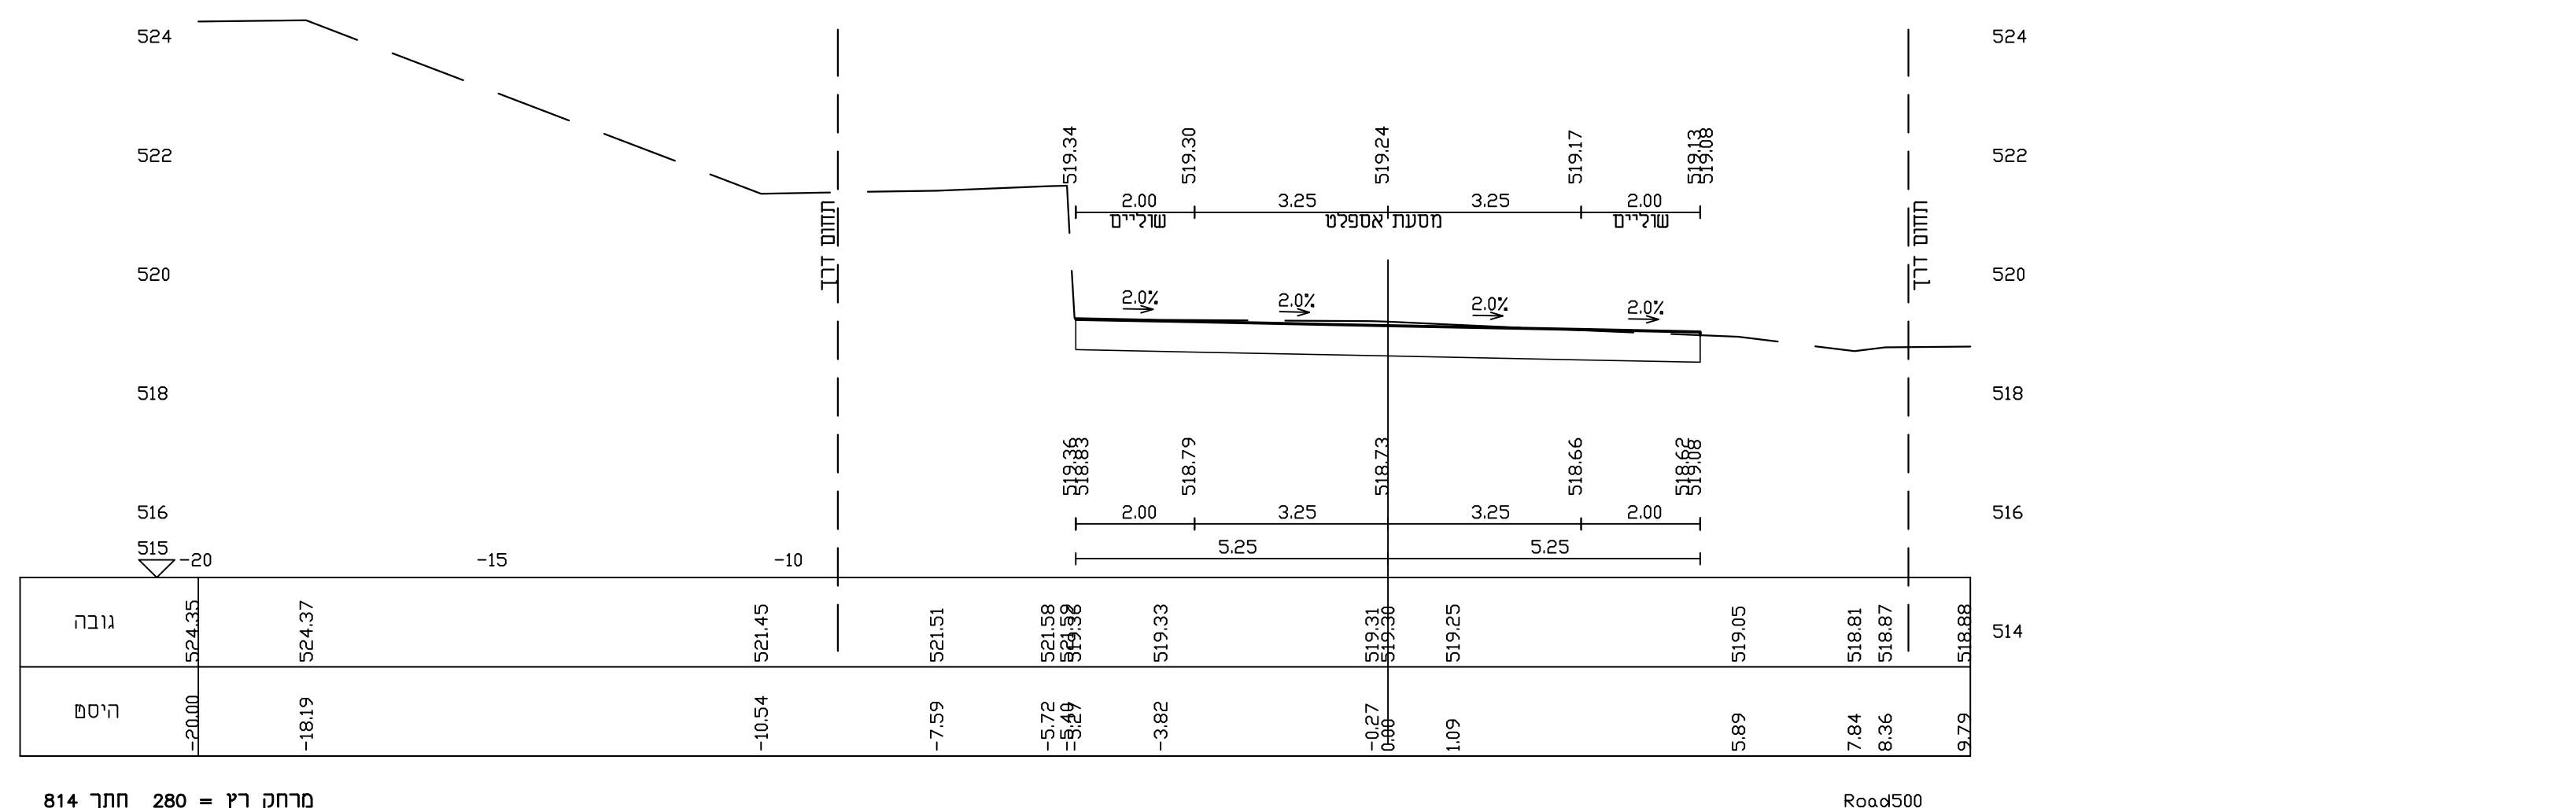 524 524
519.34 519.30 519.24 519.17 519.13 519.08
522 522
2.00 3.25 3.25 2.00
שוליים מסעת אספלט שוליים
תחום דרך תחום דרך
520 520
2.0% 2.0% 2.0% 2.0%
518 518
519.36 518.83 518.79 518.73 518.66 518.62 519.08
516 516
2.00 3.25 3.25 2.00
515
5.25 5.25
-20 -15 -10
גובה 524.35 524.37 521.45 521.51 521.58 521.59 519.36 519.33 519.31 519.30 519.25 519.05 518.81 518.87 518.88 514
היסט -20.00 -18.19 -10.54 -7.59 -5.72 -5.40 -5.27 -3.82 -0.27 0.00 1.09 5.89 7.84 8.36 9.79
מרחק רץ = 280 חתך 814
Road500